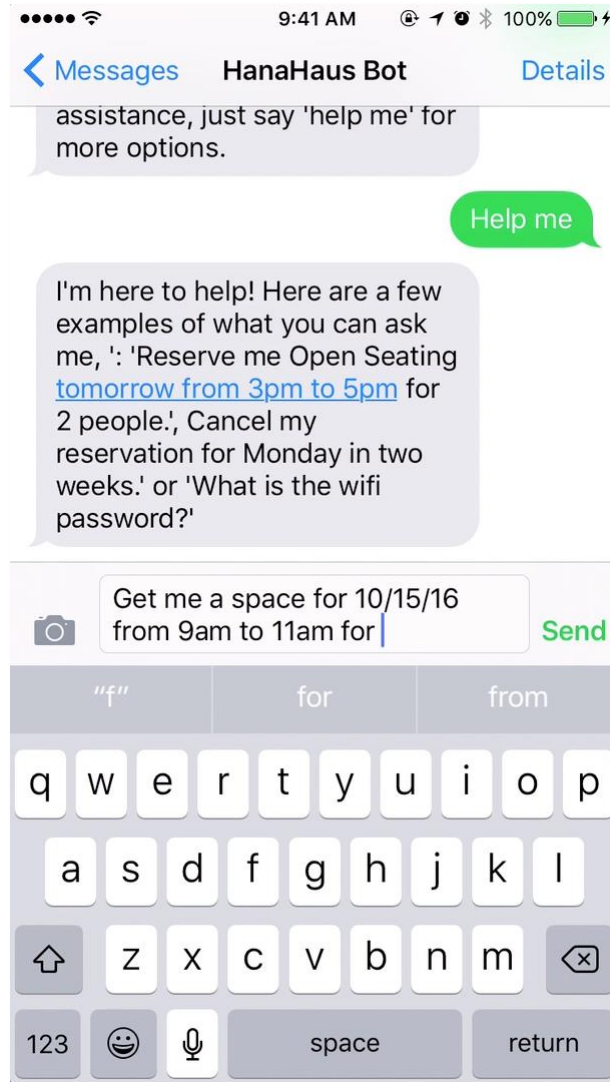 9:41 AM 100%
Messages HanaHaus Bot Details
assistance, just say 'help me' for
more options.
Help me
I'm here to help! Here are a few
examples of what you can ask
me, ': 'Reserve me Open Seating
tomorrow from 3pm to 5pm for
2 people.', Cancel my
reservation for Monday in two
weeks.' or 'What is the wifi
password?'
Get me a space for 10/15/16
from 9am to 11am for
Send
"f" for from
q w e r t y u i o p
a s d f g h j k l
z x c v b n m
123 space return